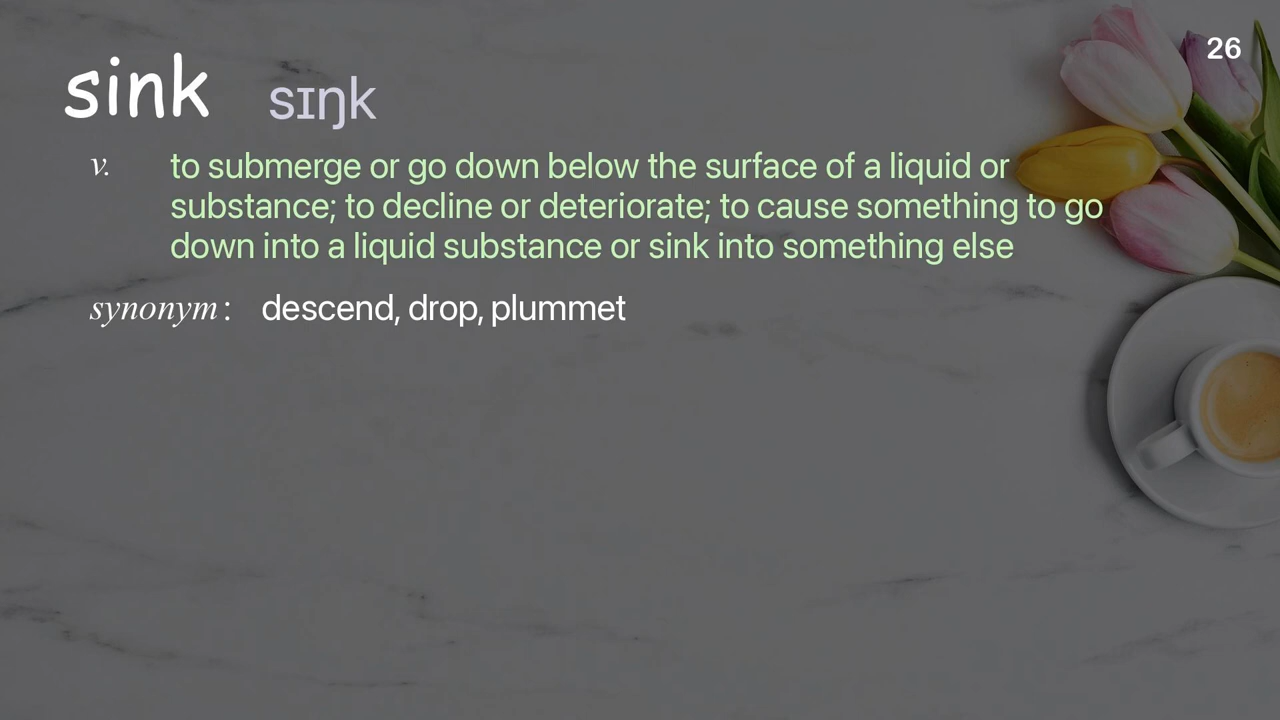 26
sink sɪŋk
v. to submerge or go down below the surface of a liquid or
substance; to decline or deteriorate; to cause something to go
down into a liquid substance or sink into something else
synonym: descend, drop, plummet